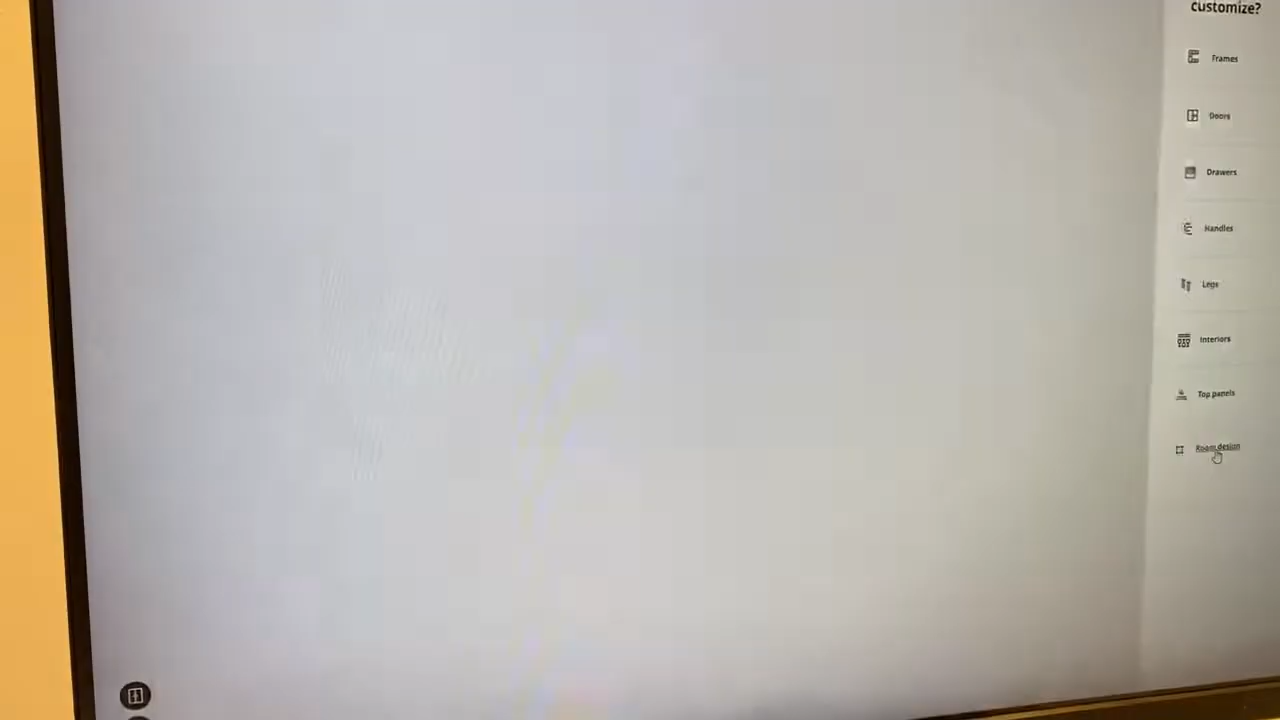 customize?
Frames
Doors
Drawers
Handles
Legs
Interiors
Top panels
Room design